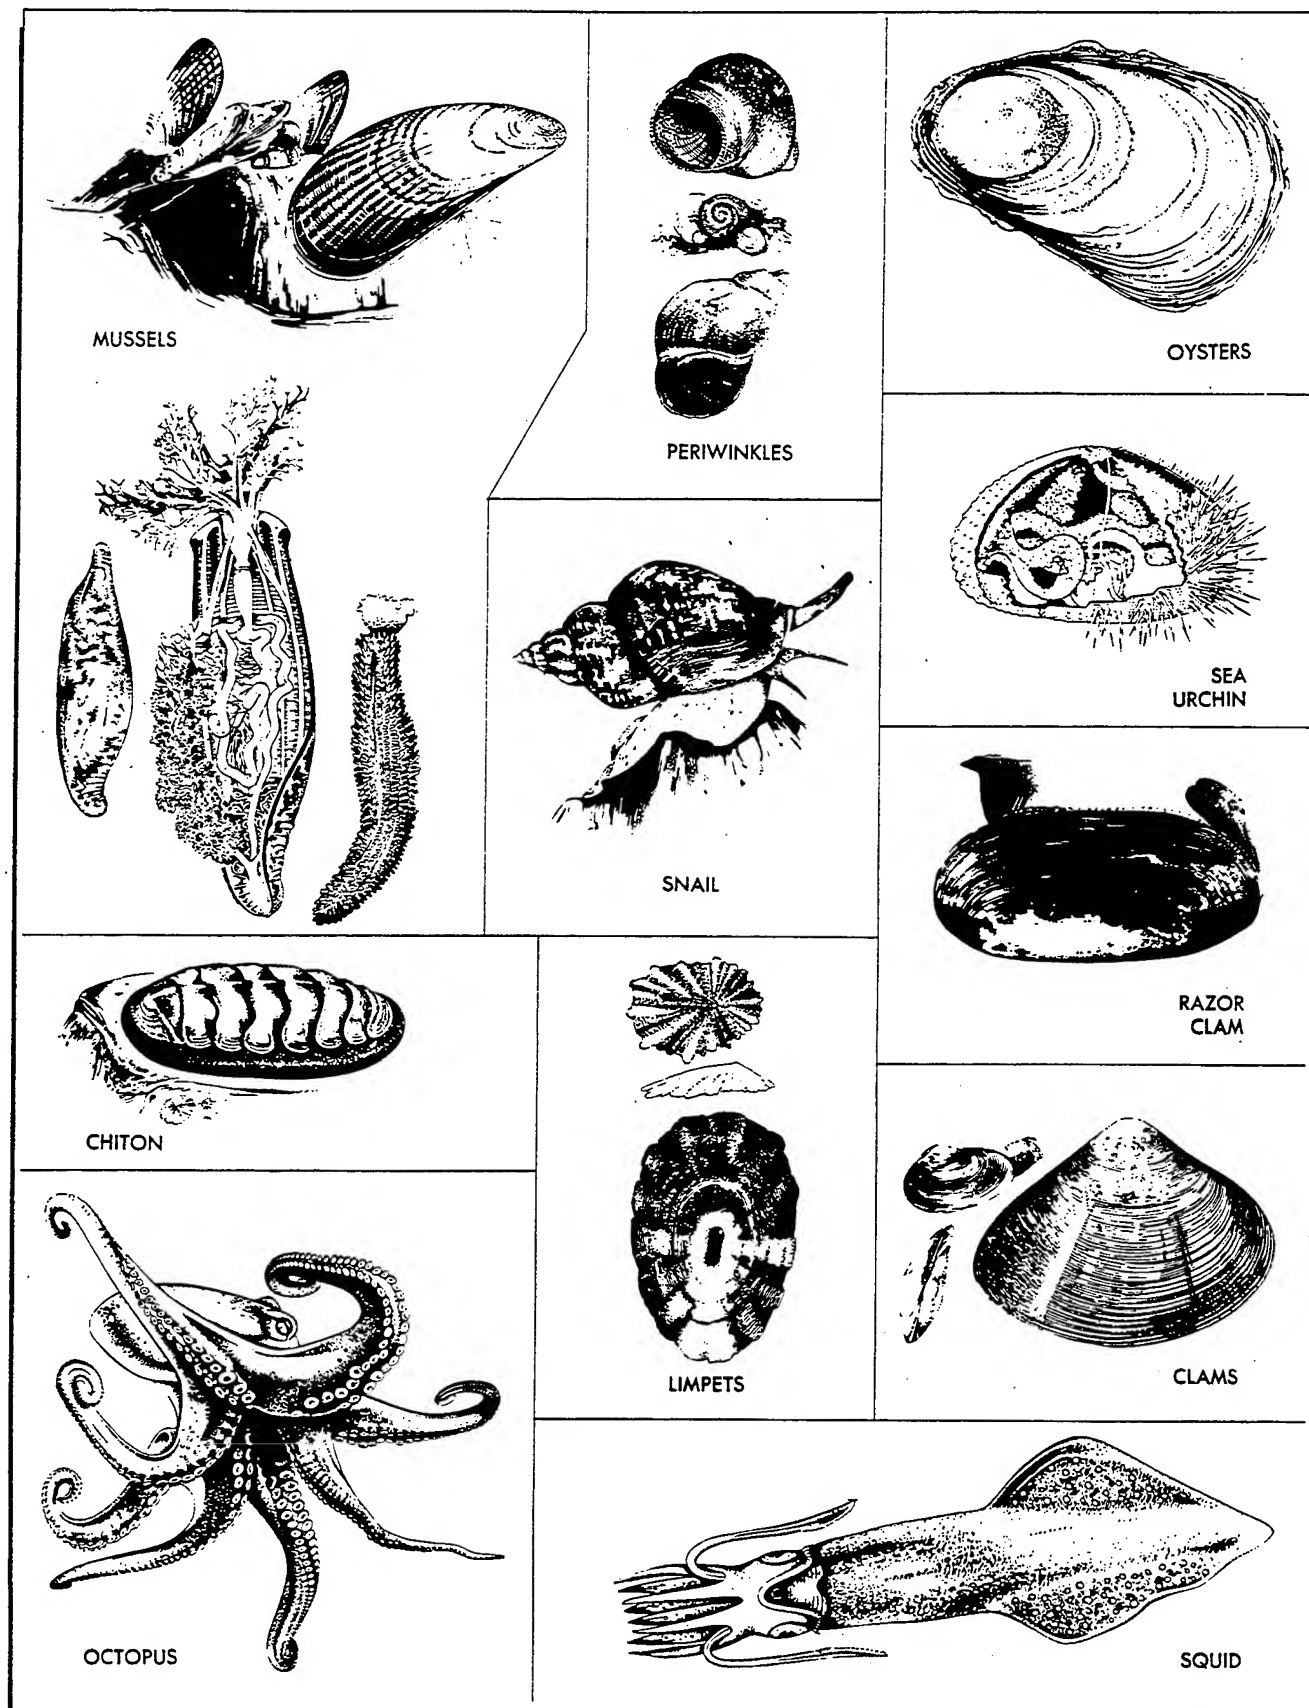 MUSSELS
PERIWINKLES
OYSTERS
SEA
URCHIN
SNAIL
RAZOR
CLAM
CHITON
LIMPETS
CLAMS
OCTOPUS
SQUID